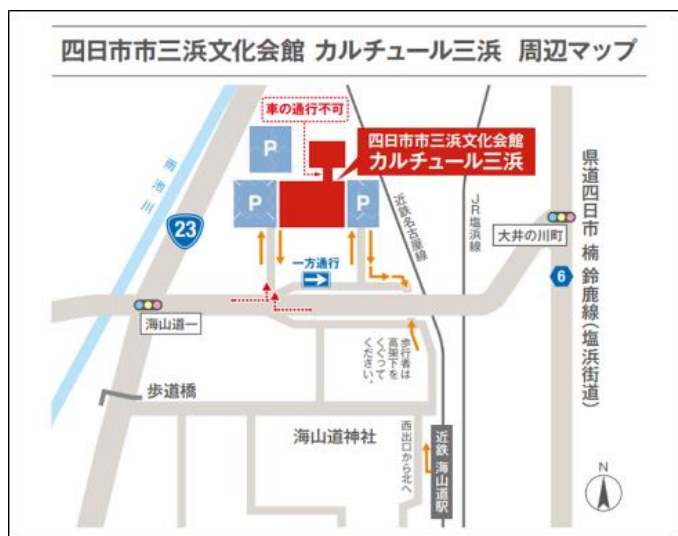 四日市市三浜文化会館 カルチュール三浜 周辺マップ
車の通行不可
P
四日市市三浜文化会館
カルチュール三浜
雨池川
23
P
P
近鉄名古屋線
JR塩浜線
大井の川町
県道四日市 楠 鈴鹿線(塩浜街道)
6
一方通行
海山道一
歩行者は
高架下を
くぐって
ください。
歩道橋
海山道神社
西出口から北へ
近鉄 海山道駅
N